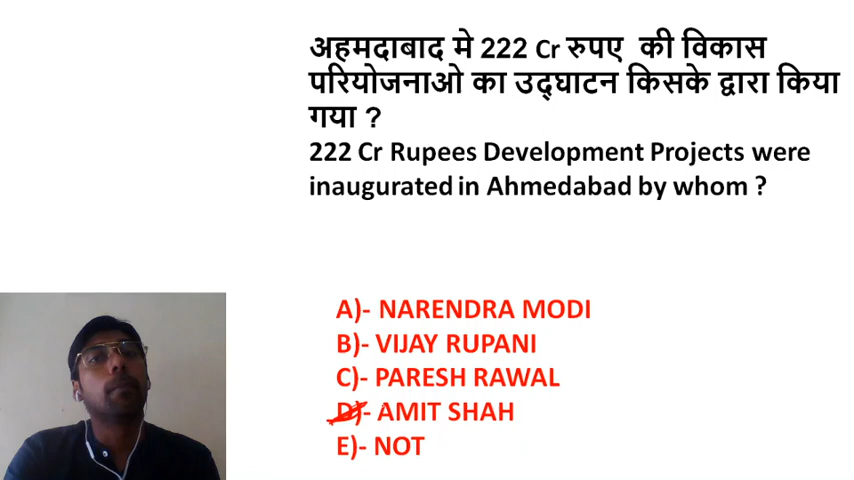 अहमदाबाद मे 222 Cr रुपए की विकास
परियोजनाओ का उद्घाटन किसके द्वारा किया
गया ?
222 Cr Rupees Development Projects were
inaugurated in Ahmedabad by whom ?
A)- NARENDRA MODI
B)- VIJAY RUPANI
C)- PARESH RAWAL
D)- AMIT SHAH
E)- NOT